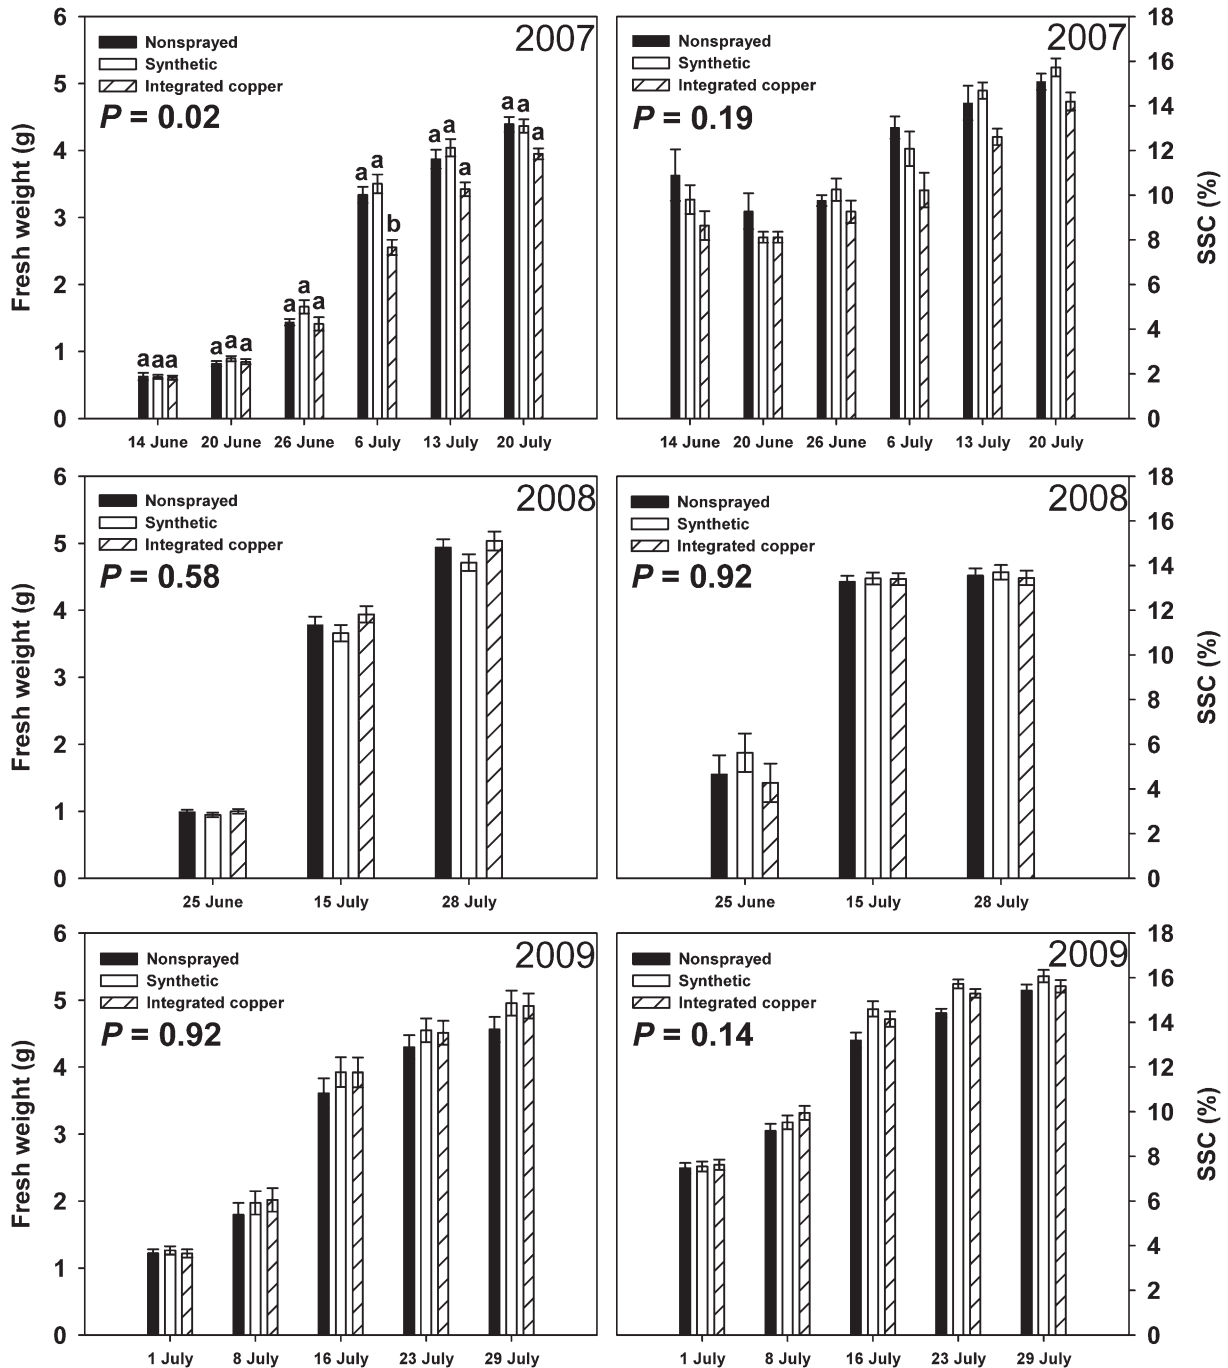 2007
Nonsprayed
Synthetic
Integrated copper
P = 0.02
Fresh weight (g)
6
5
4
3
2
1
0
a a a
a a a
a a a
a a b
a a a
a a a
14 June 20 June 26 June 6 July 13 July 20 July
2007
Nonsprayed
Synthetic
Integrated copper
P = 0.19
SSC (%)
18
16
14
12
10
8
6
4
2
0
14 June 20 June 26 June 6 July 13 July 20 July
2008
Nonsprayed
Synthetic
Integrated copper
P = 0.58
Fresh weight (g)
6
5
4
3
2
1
0
25 June 15 July 28 July
2008
Nonsprayed
Synthetic
Integrated copper
P = 0.92
SSC (%)
18
16
14
12
10
8
6
4
2
0
25 June 15 July 28 July
2009
Nonsprayed
Synthetic
Integrated copper
P = 0.92
Fresh weight (g)
6
5
4
3
2
1
0
1 July 8 July 16 July 23 July 29 July
2009
Nonsprayed
Synthetic
Integrated copper
P = 0.14
SSC (%)
18
16
14
12
10
8
6
4
2
0
1 July 8 July 16 July 23 July 29 July